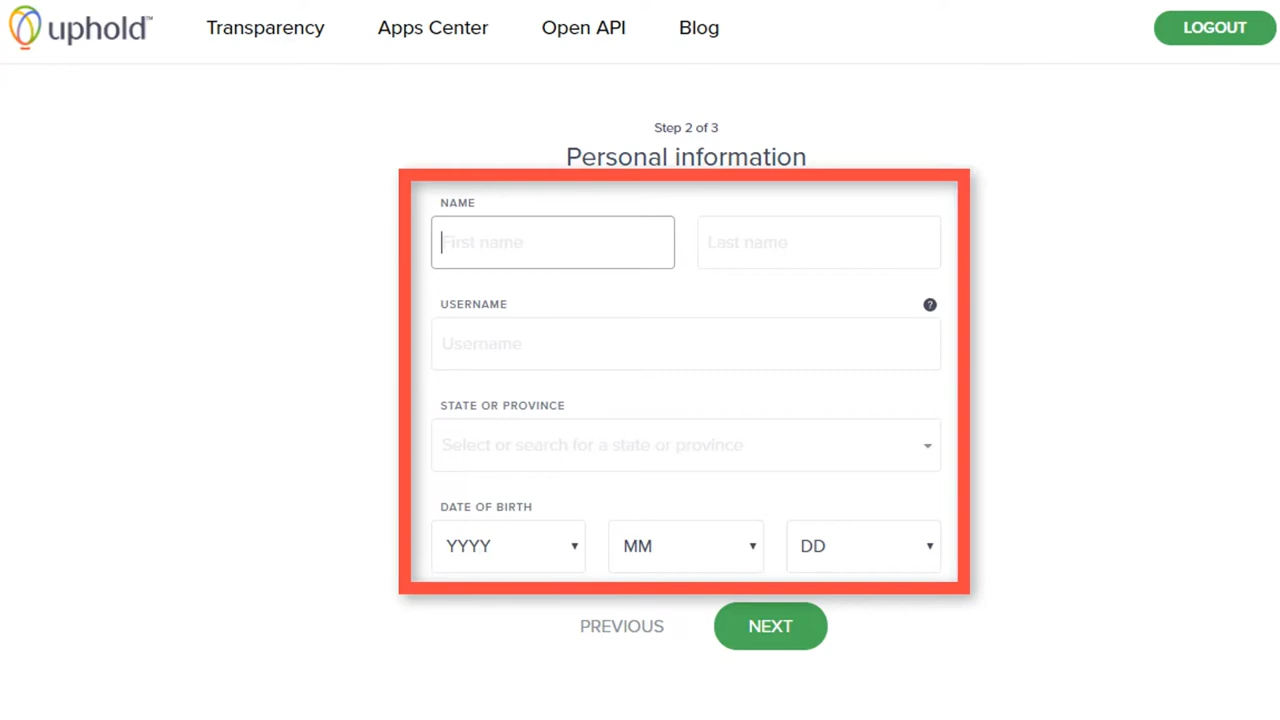 uphold™ Transparency Apps Center Open API Blog LOGOUT
Step 2 of 3
Personal information
NAME
First name Last name
USERNAME ?
Username
STATE OR PROVINCE
Select or search for a state or province
DATE OF BIRTH
YYYY MM DD
PREVIOUS NEXT